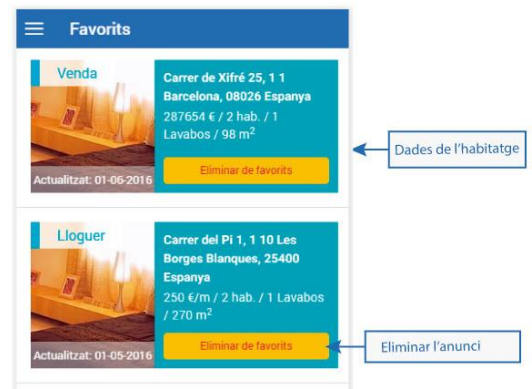 Favorits
Venda
Actualitzat: 01-06-2016
Carrer de Xifré 25, 1 1
Barcelona, 08026 Espanya
287654 € / 2 hab. / 1
Lavabos / 98 m²
Eliminar de favorits
Dades de l'habitatge
Lloguer
Actualitzat: 01-05-2016
Carrer del Pi 1, 1 10 Les
Borges Blanques, 25400
Espanya
250 €/m / 2 hab. / 1 Lavabos
/ 270 m²
Eliminar de favorits
Eliminar l'anunci